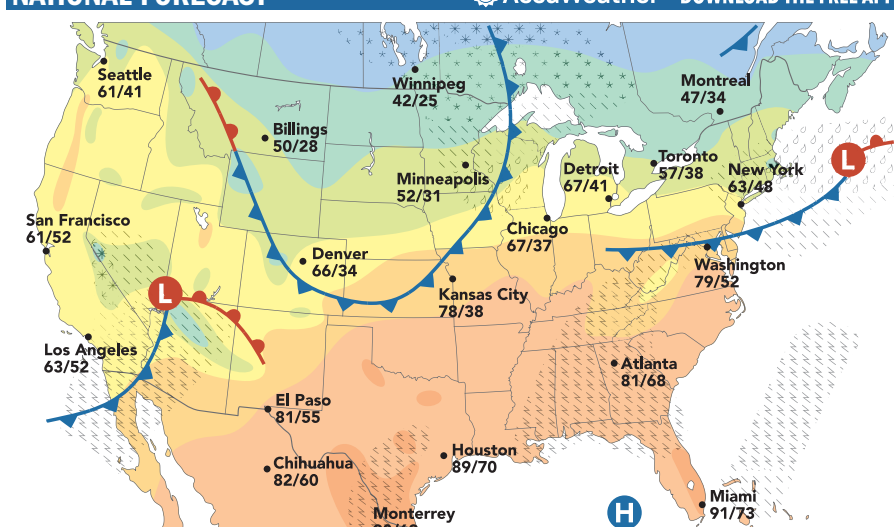 NATIONAL FORECAST
AccuWeather DOWNLOAD THE FREE APP
Seattle
61/41
Winnipeg
42/25
Montreal
47/34
Billings
50/28
Minneapolis
52/31
Detroit
67/41
Toronto
57/38
New York
63/48
L
San Francisco
61/52
Denver
66/34
Chicago
67/37
Washington
79/52
Kansas City
78/38
L
Los Angeles
63/52
El Paso
81/55
Atlanta
81/68
Chihuahua
82/60
Houston
89/70
Miami
91/73
H
Monterrey